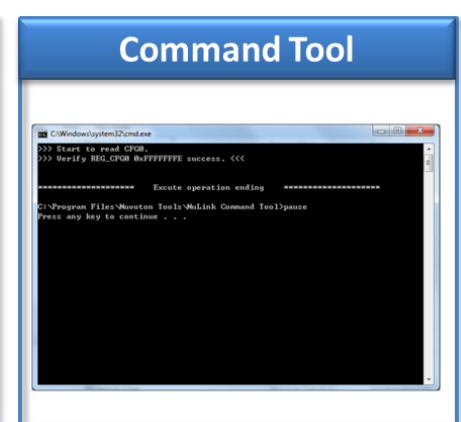 Command Tool
C:\Windows\system32\cmd.exe
>>> Start to read CFG0.
>>> Verify REG_CFG0 0xFFFFFFFE success. <<<
==================== Excute operation ending ====================
C:\Program Files\Nuvoton Tools\NuLink Command Tool>pause
Press any key to continue . . .